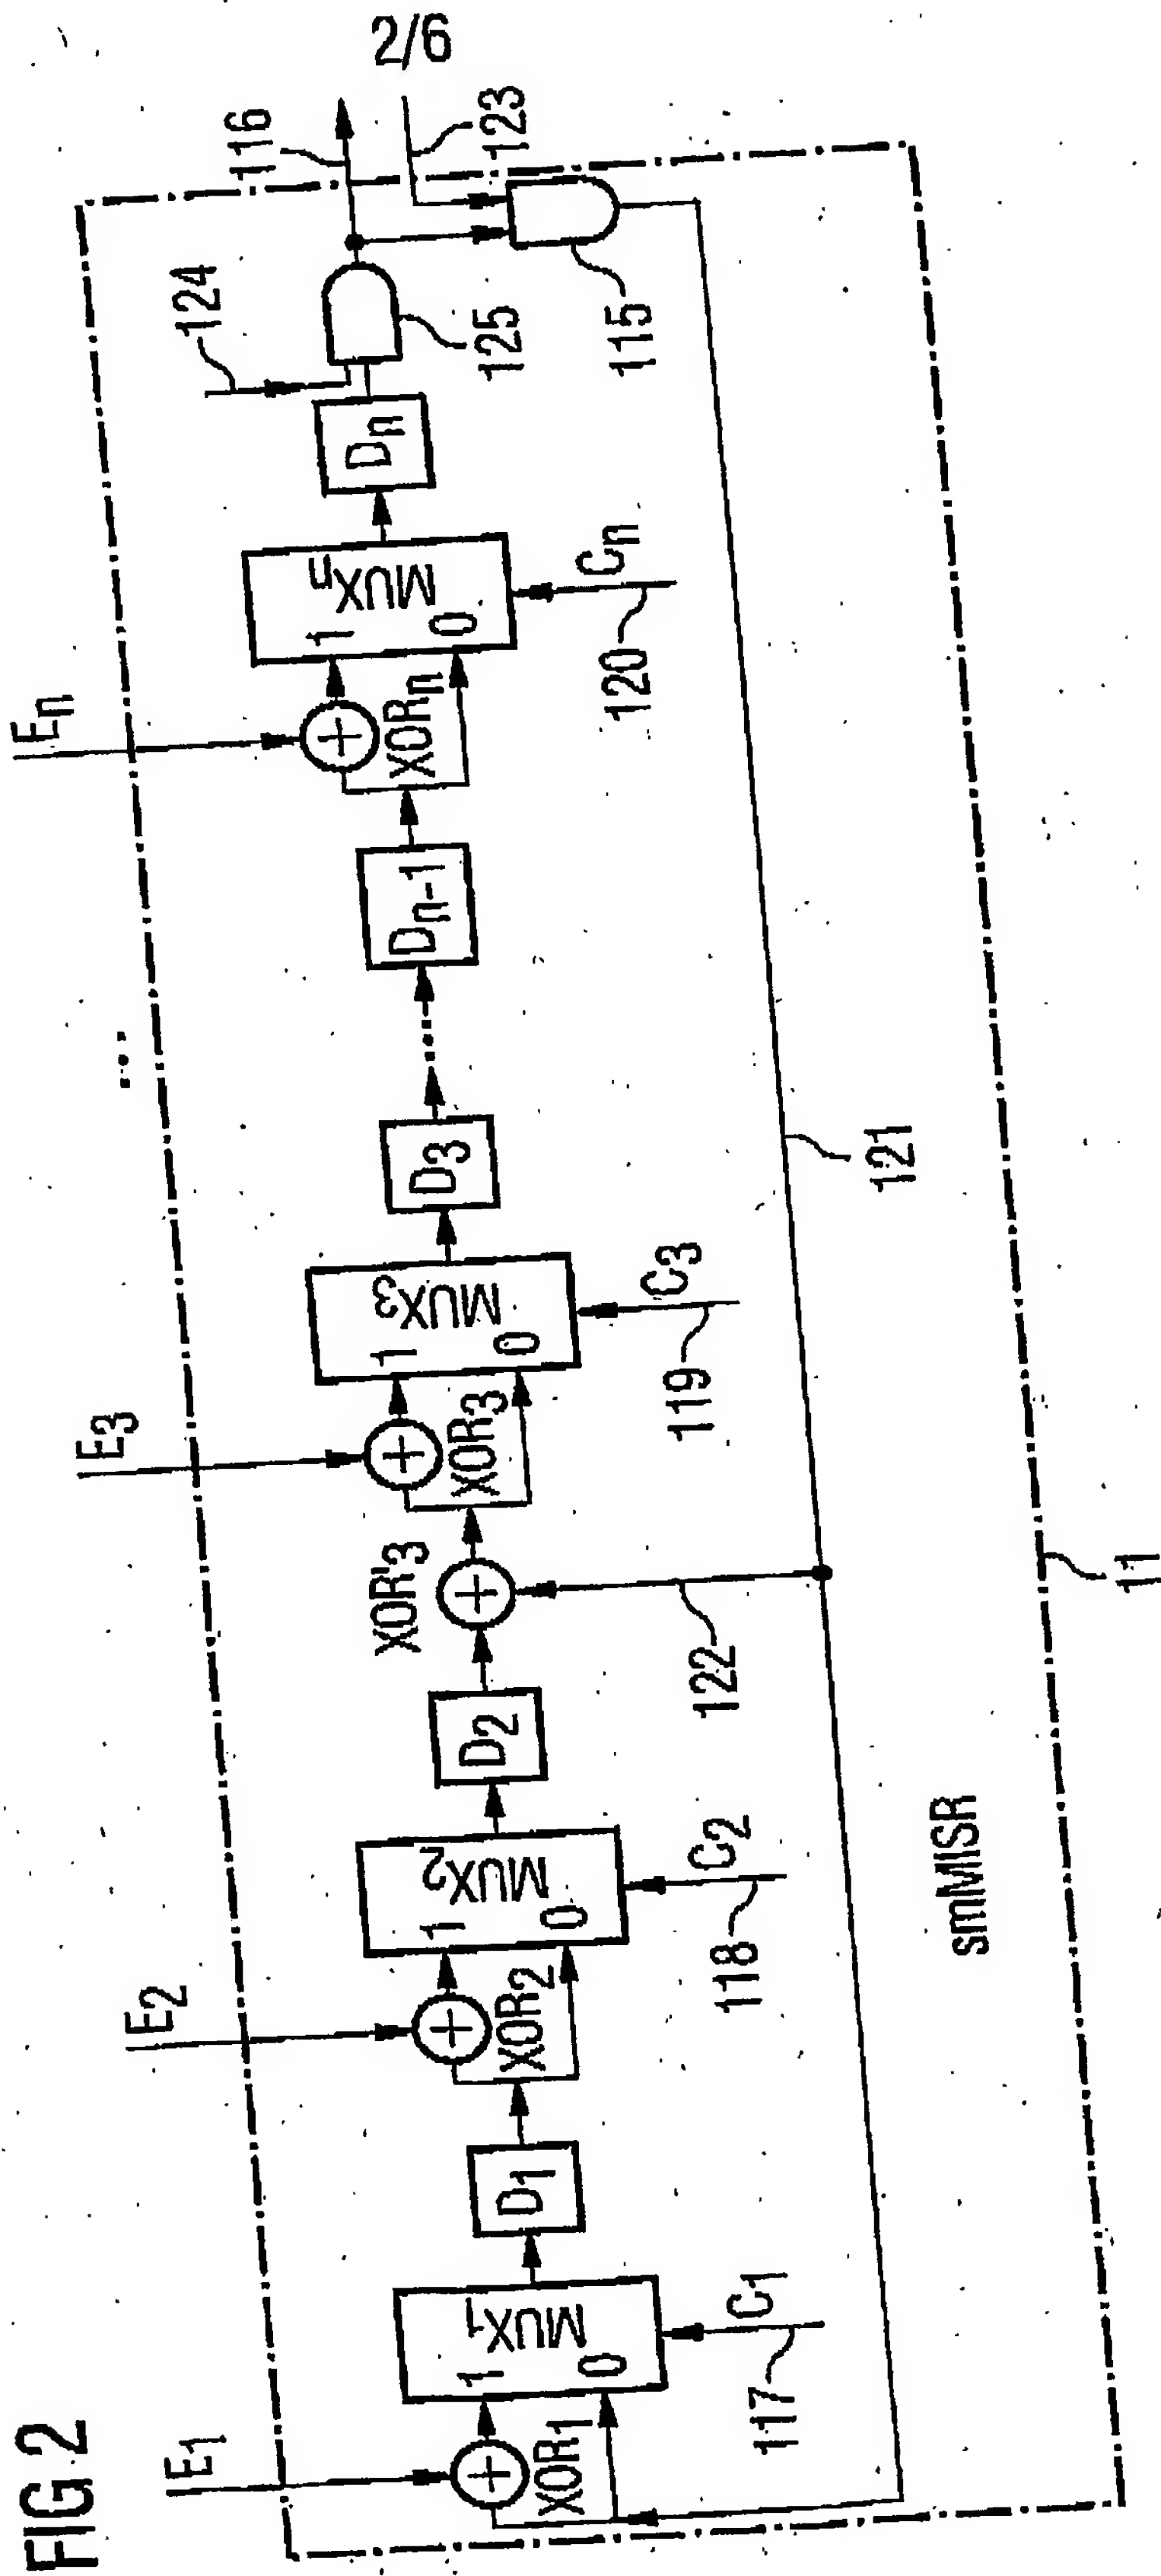 FIG 2
2/6
E1
E2
E3
...
En
124
116
123
XOR1
1
0
MUX1
D1
XOR2
1
0
MUX2
D2
XOR'3
XOR3
1
0
MUX3
D3
Dn-1
XORn
1
0
MUXn
Dn
125
115
C1
117
C2
118
122
C3
119
Cn
120
121
smMISR
11